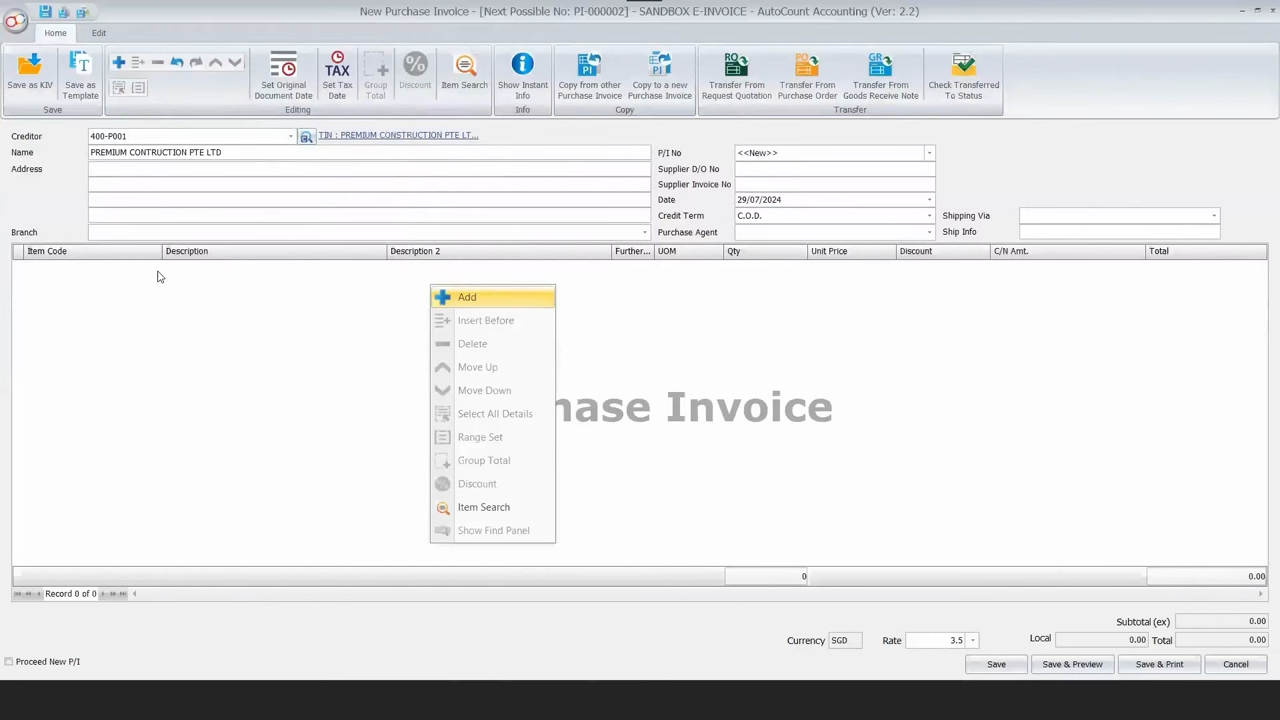 New Purchase Invoice - [Next Possible No: PI-000002] - SANDBOX E-INVOICE - AutoCount Accounting (Ver: 2.2)
Home Edit
Save as KIV
Save as Template
Set Original Document Date
TAX
Set Tax Date
Group Total
Discount
Item Search
Show Instant Info
PI
Copy from other Purchase Invoice
PI
Copy to a new Purchase Invoice
RQ
Transfer From Request Quotation
PO
Transfer From Purchase Order
GR
Transfer From Goods Receive Note
Check Transferred To Status
Save Editing Info Copy Transfer
Creditor 400-P001 TIN : PREMIUM CONSTRUCTION PTE LT...
Name PREMIUM CONTRUCTION PTE LTD P/I No <<New>>
Address Supplier D/O No
Supplier Invoice No
Date 29/07/2024
Credit Term C.O.D. Shipping Via
Branch Purchase Agent Ship Info
Item Code Description Description 2 Further... UOM Qty Unit Price Discount C/N Amt. Total
Add
Insert Before
Delete
Move Up
Move Down
Select All Details
Range Set
Group Total
Discount
Item Search
Show Find Panel
hase Invoice
0 0.00
Record 0 of 0
Subtotal (ex) 0.00
Currency SGD Rate 3.5 Local 0.00 Total 0.00
Proceed New P/I Save Save & Preview Save & Print Cancel